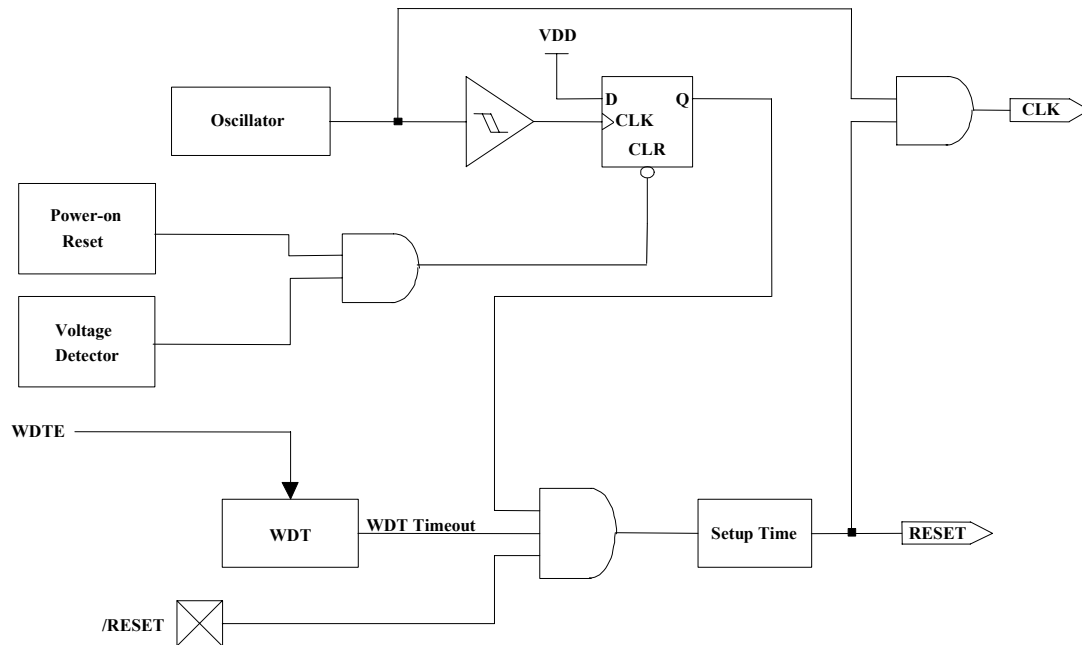 VDD
Oscillator
D
Q
CLK
CLR
CLK
Power-on
Reset
Voltage
Detector
WDTE
WDT
WDT Timeout
Setup Time
RESET
/RESET